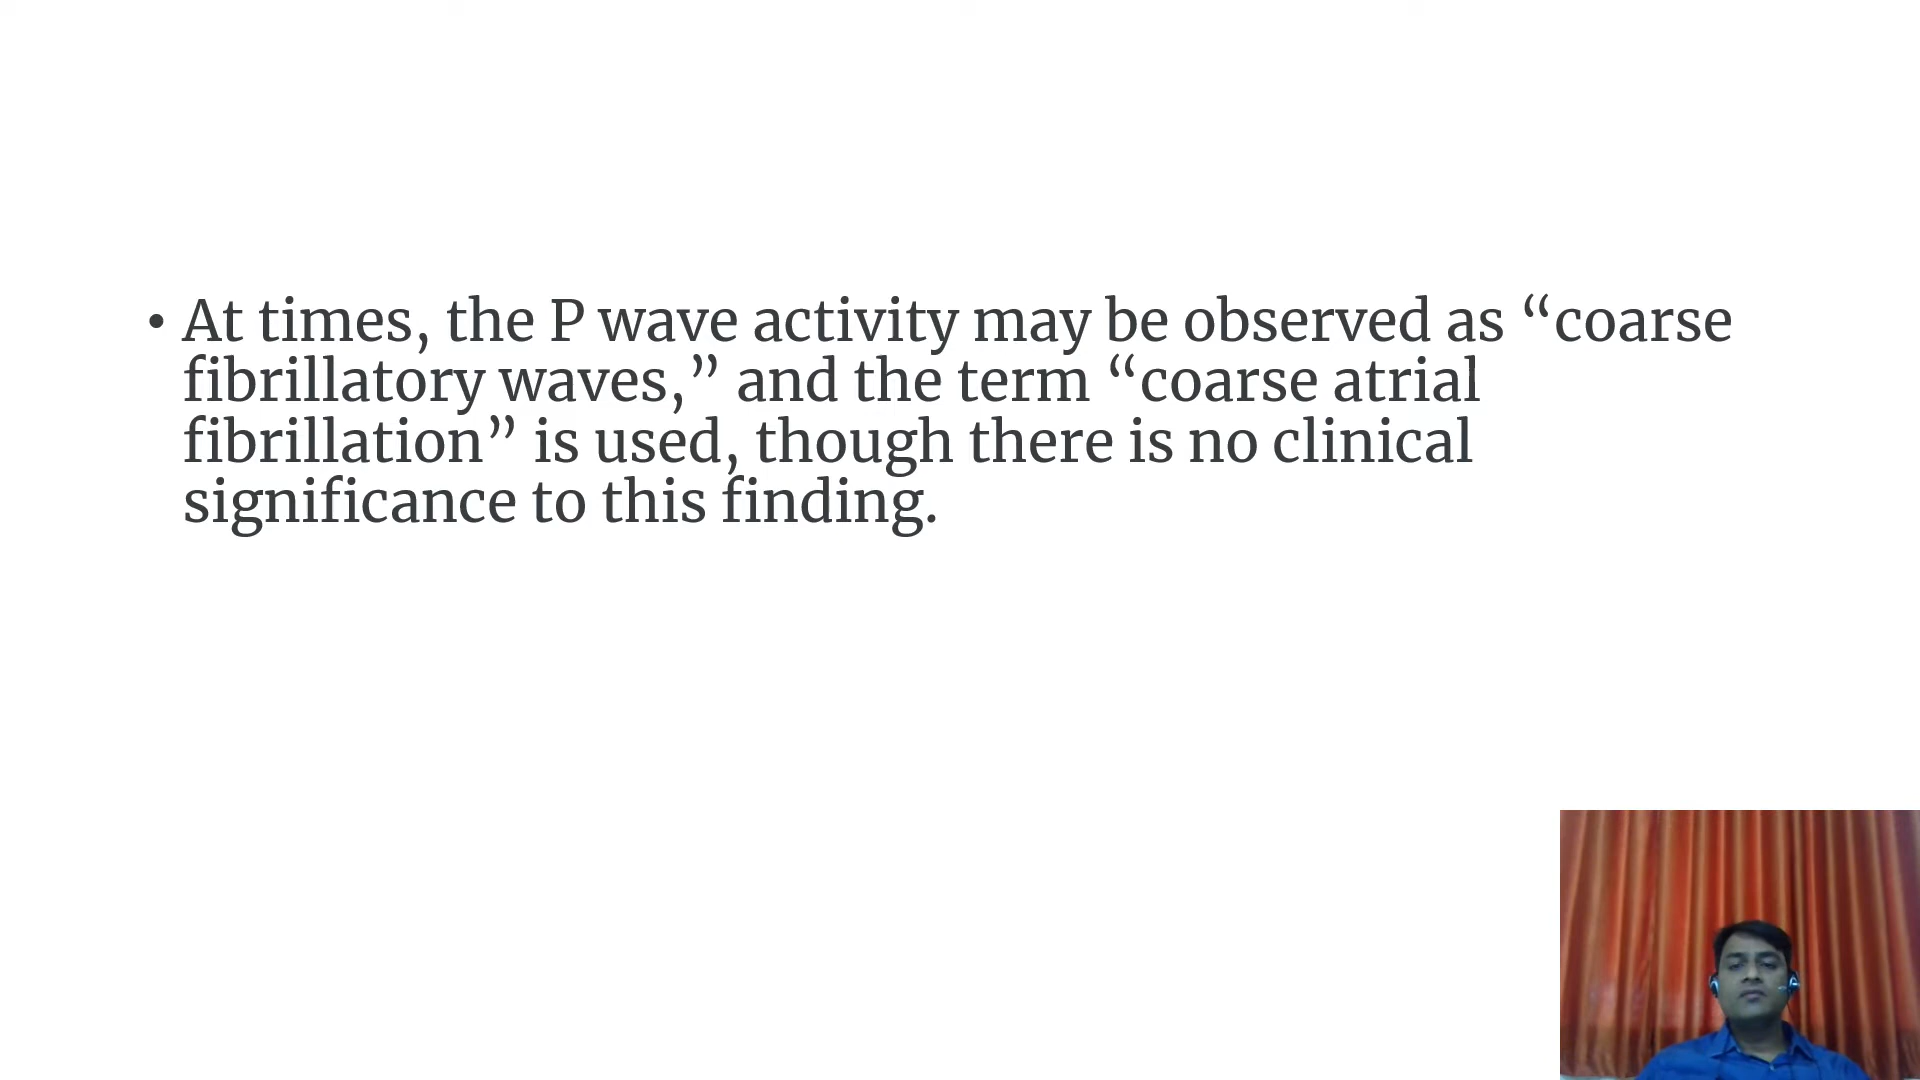 • At times, the P wave activity may be observed as “coarse
fibrillatory waves,” and the term “coarse atrial
fibrillation” is used, though there is no clinical
significance to this finding.